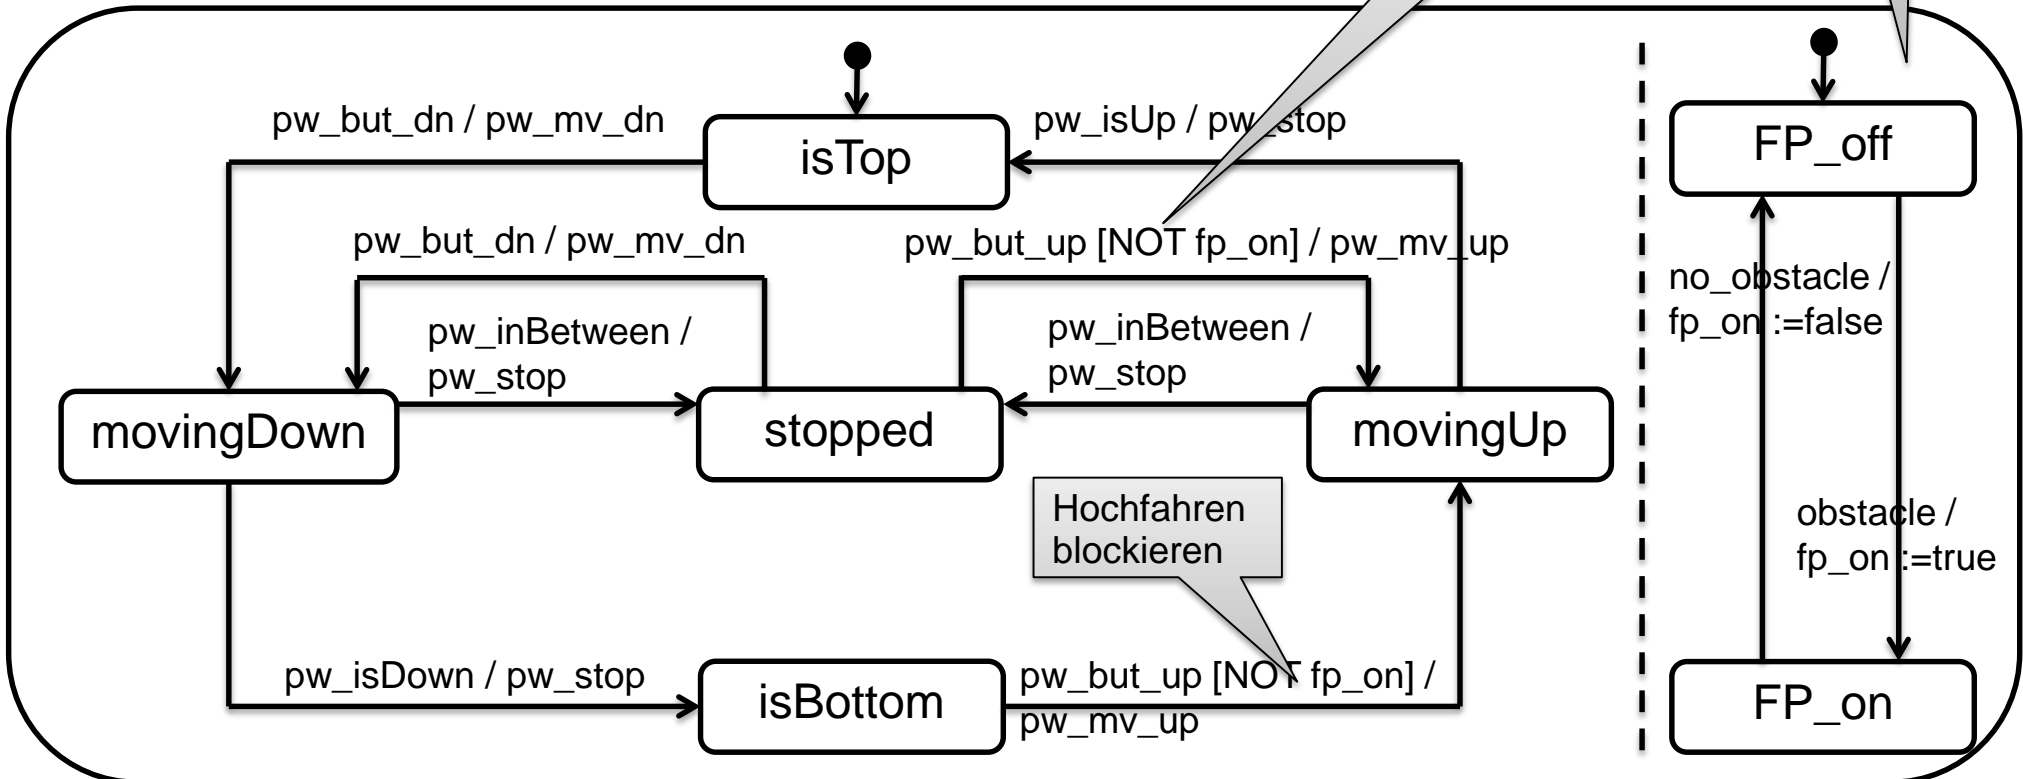 pw_but_dn / pw_mv_dn
isTop
pw_isUp / pw_stop
FP_off
pw_but_dn / pw_mv_dn
pw_but_up [NOT fp_on] / pw_mv_up
no_obstacle /
fp_on :=false
pw_inBetween /
pw_stop
pw_inBetween /
pw_stop
movingDown
stopped
movingUp
Hochfahren
blockieren
obstacle /
fp_on :=true
pw_isDown / pw_stop
isBottom
pw_but_up [NOT fp_on] /
pw_mv_up
FP_on